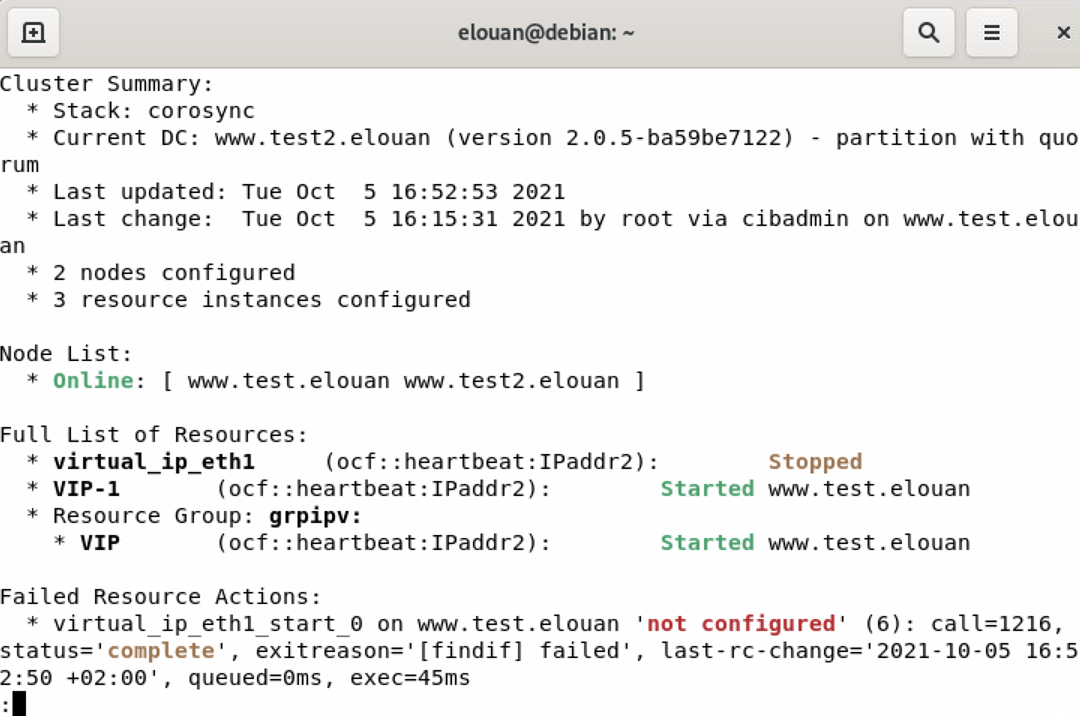 elouan@debian: ~
Cluster Summary:
  * Stack: corosync
  * Current DC: www.test2.elouan (version 2.0.5-ba59be7122) - partition with quo
rum
  * Last updated: Tue Oct  5 16:52:53 2021
  * Last change:  Tue Oct  5 16:15:31 2021 by root via cibadmin on www.test.elou
an
  * 2 nodes configured
  * 3 resource instances configured

Node List:
  * Online: [ www.test.elouan www.test2.elouan ]

Full List of Resources:
  * virtual_ip_eth1     (ocf::heartbeat:IPaddr2):        Stopped
  * VIP-1       (ocf::heartbeat:IPaddr2):        Started www.test.elouan
  * Resource Group: grpipv:
    * VIP       (ocf::heartbeat:IPaddr2):        Started www.test.elouan

Failed Resource Actions:
  * virtual_ip_eth1_start_0 on www.test.elouan 'not configured' (6): call=1216,
status='complete', exitreason='[findif] failed', last-rc-change='2021-10-05 16:5
2:50 +02:00', queued=0ms, exec=45ms
: